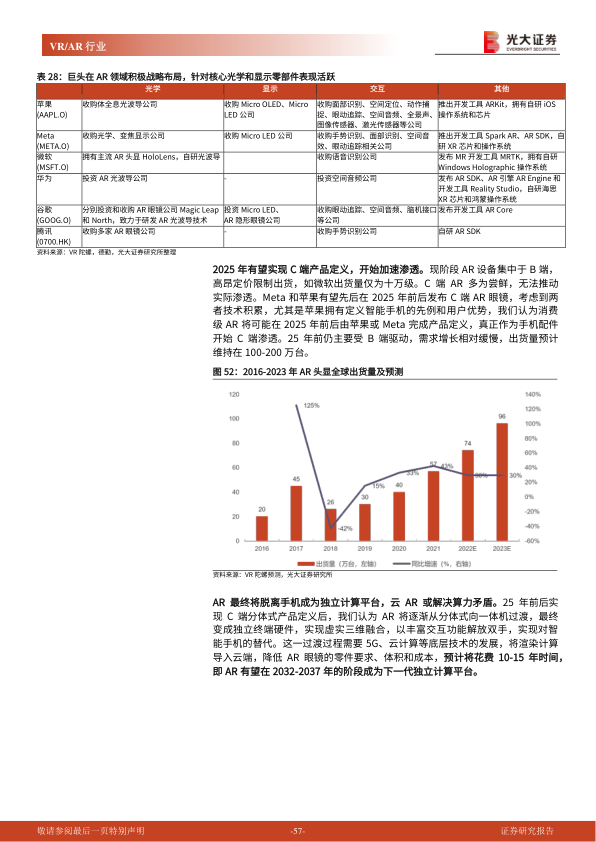 VR/AR 行业
光大证券
EVERBRIGHT SECURITIES
表 28：巨头在 AR 领域积极战略布局，针对核心光学和显示零部件表现活跃
光学 显示 交互 其他
苹果 收购体全息光波导公司 收购 Micro OLED、Micro 收购面部识别、空间定位、动作捕 推出开发工具 ARKit，拥有自研 iOS
(AAPL.O) LED 公司 捉、眼动追踪、空间音频、全景声、 操作系统和芯片
图像传感器、激光传感器等公司
Meta 收购光学、变焦显示公司 收购 Micro LED 公司 收购手势识别、面部识别、空间音 推出开发工具 Spark AR、AR SDK，自
(META.O) 效、眼动追踪相关公司 研 XR 芯片和操作系统
微软 拥有主流 AR 头显 HoloLens，自研光波导 收购语音识别公司 发布 MR 开发工具 MRTK，拥有自研
(MSFT.O) Windows Holographic 操作系统
华为 投资 AR 光波导公司 - 投资空间音频公司 发布 AR SDK、AR 引擎 AR Engine 和
开发工具 Reality Studio，自研海思
XR 芯片和鸿蒙操作系统
谷歌 分别投资和收购 AR 眼镜公司 Magic Leap 投资 Micro LED、 收购眼动追踪、空间音频、脑机接口 发布开发工具 AR Core
(GOOG.O) 和 North，致力于研发 AR 光波导技术 AR 隐形眼镜公司 等公司
腾讯 收购多家 AR 眼镜公司 - 收购手势识别公司 自研 AR SDK
(0700.HK)
资料来源：VR 陀螺，德勤，光大证券研究所整理
2025 年有望实现 C 端产品定义，开始加速渗透。现阶段 AR 设备集中于 B 端，
高昂定价限制出货，如微软出货量仅为十万级。C 端 AR 多为尝鲜，无法推动
实际渗透。Meta 和苹果有望先后在 2025 年前后发布 C 端 AR 眼镜，考虑到两
者技术积累，尤其是苹果拥有定义智能手机的先例和用户优势，我们认为消费
级 AR 将可能在 2025 年前后由苹果或 Meta 完成产品定义，真正作为手机配件
开始 C 端渗透。25 年前仍主要受 B 端驱动，需求增长相对缓慢，出货量预计
维持在 100-200 万台。
图 52：2016-2023 年 AR 头显全球出货量及预测
120 140%
100 120%
80 100%
60 80%
40 60%
20 40%
0 20%
0%
-20%
-40%
-60%
20 45 26 30 40 57 74 96
125% -42% 15% 33% 43% 30% 30%
2016 2017 2018 2019 2020 2021 2022E 2023E
出货量（万台，左轴） 同比增速（%，右轴）
资料来源：VR 陀螺预测，光大证券研究所
AR 最终将脱离手机成为独立计算平台，云 AR 或解决算力矛盾。25 年前后实
现 C 端分体式产品定义后，我们认为 AR 将逐渐从分体式向一体机过渡，最终
变成独立终端硬件，实现虚实三维融合，以丰富交互功能解放双手，实现对智
能手机的替代。这一过渡过程需要 5G、云计算等底层技术的发展，将渲染计算
导入云端，降低 AR 眼镜的零件要求、体积和成本，预计将花费 10-15 年时间，
即 AR 有望在 2032-2037 年的阶段成为下一代独立计算平台。
敬请参阅最后一页特别声明 -57- 证券研究报告